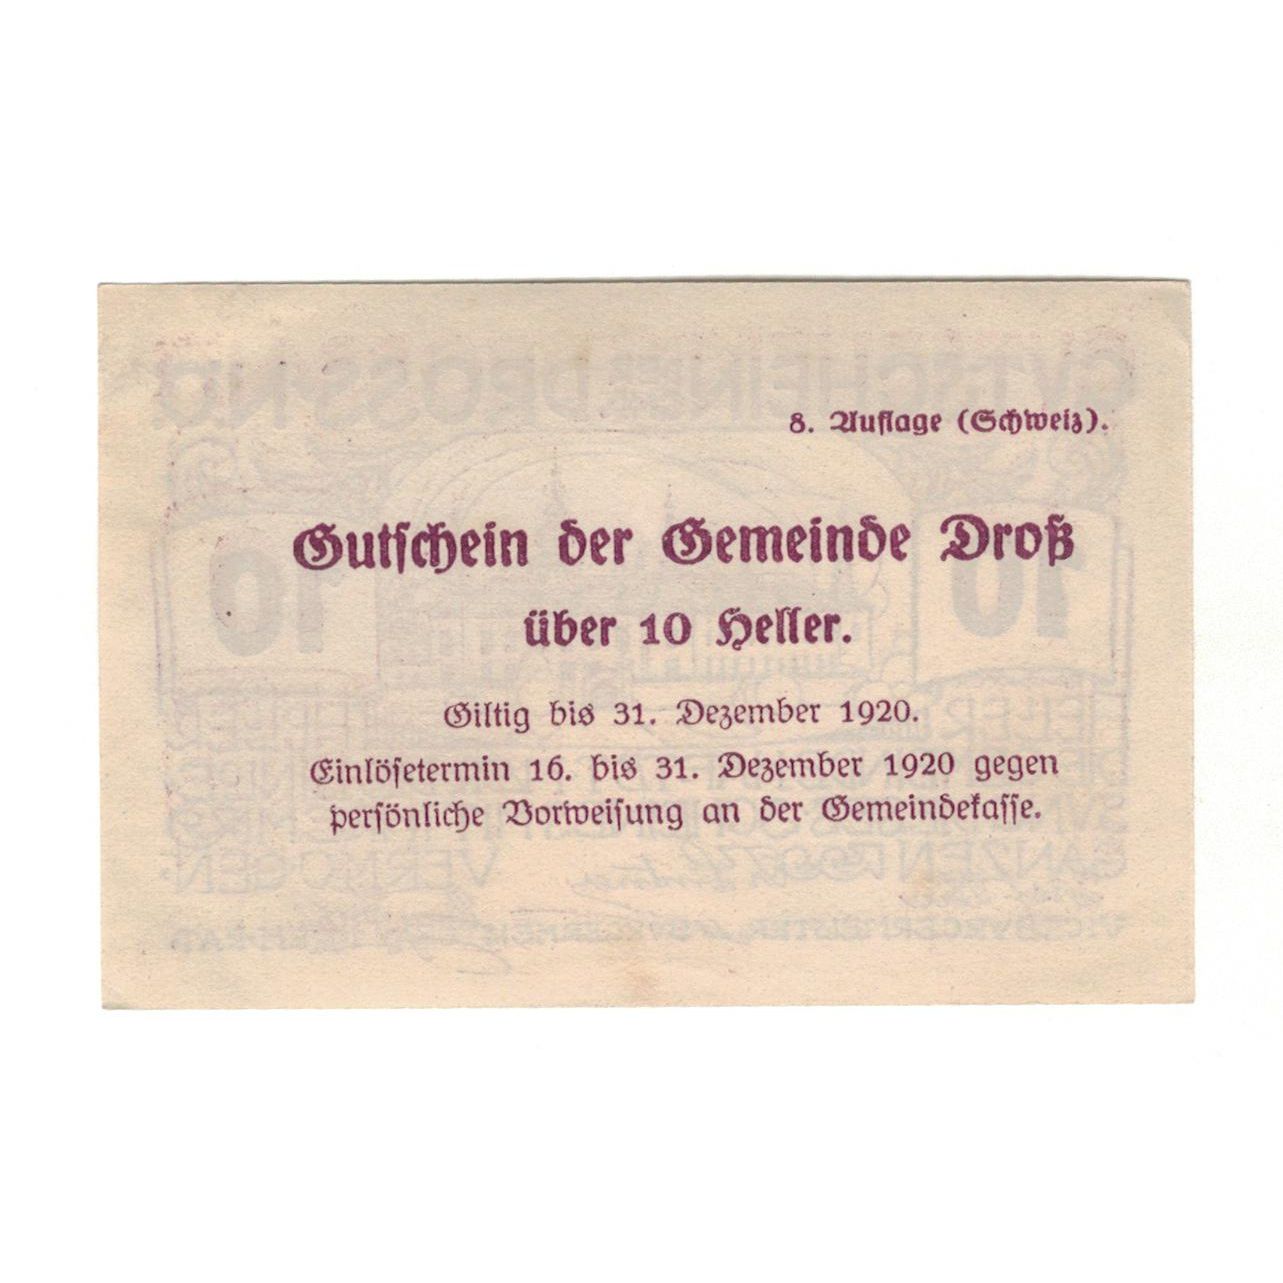 8. Auflage (Schweiz).
Gutschein der Gemeinde Droß
über 10 Heller.
Giltig bis 31. Dezember 1920.
Einlösetermin 16. bis 31. Dezember 1920 gegen
persönliche Vorweisung an der Gemeindekasse.